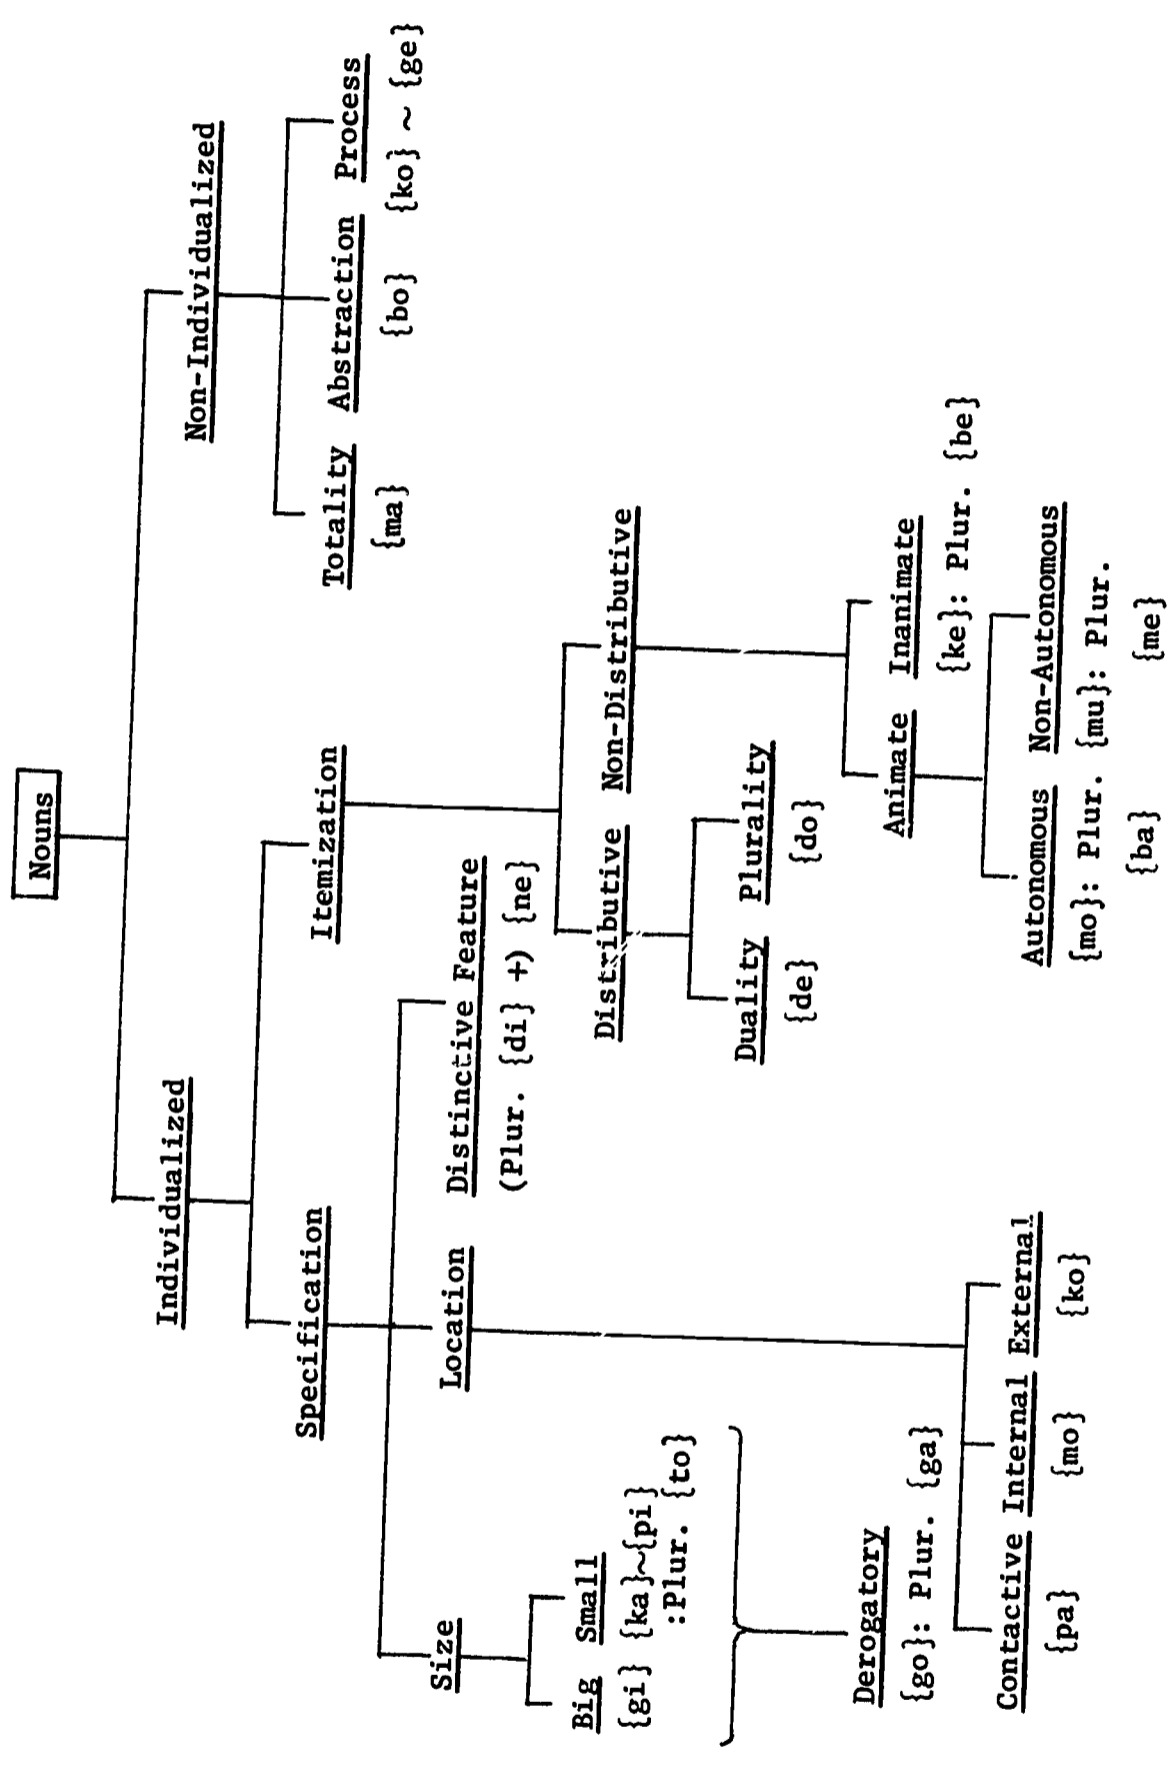 Nouns
Individualized
Non-Individualized
Specification
Itemization
Totality
Abstraction
Process
{ma}
{bo}
{ko} ~ {ge}
Size
Location
Distinctive Feature
(Plur. {di} +) {ne}
Big
Small
{gi}
{ka}~{pi}
:Plur. {to}
Distributive
Non-Distributive
Duality
Plurality
{de}
{do}
Derogatory
{go}: Plur. {ga}
Animate
Inanimate
{ke}: Plur. {be}
Contactive
Internal
External
{pa}
{mo}
{ko}
Autonomous
Non-Autonomous
{mo}: Plur.
{mu}: Plur.
{ba}
{me}